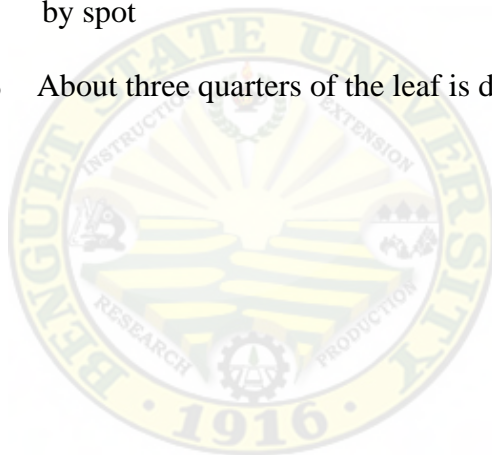 by spot
About three quarters of the leaf is d
BENGUET STATE UNIVERSITY
INSTRUCTION
EXTENSION
RESEARCH
PRODUCTION
1916